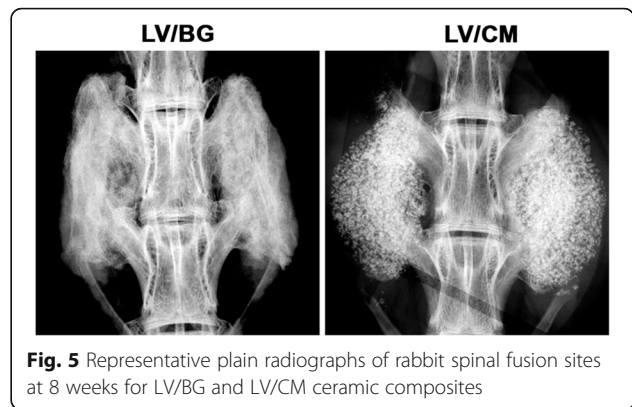 LV/BG LV/CM
Fig. 5 Representative plain radiographs of rabbit spinal fusion sites
at 8 weeks for LV/BG and LV/CM ceramic composites